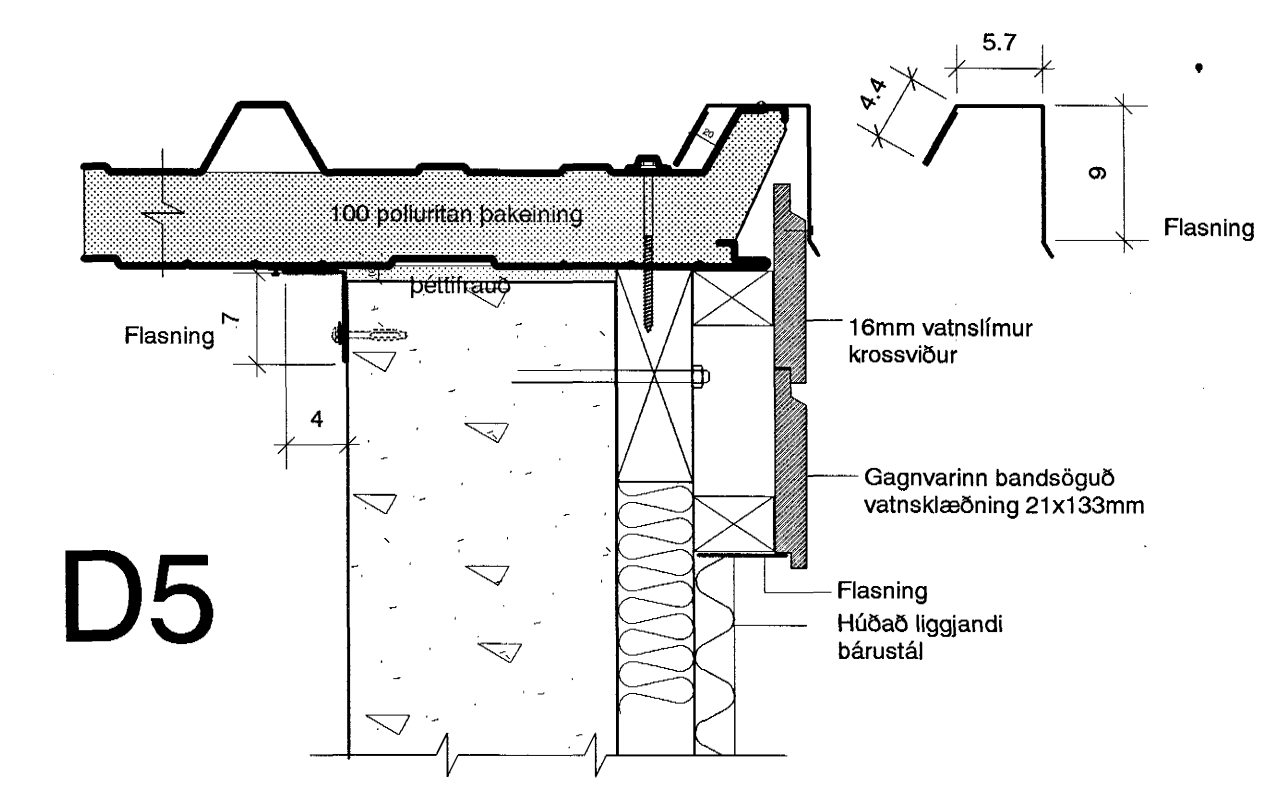 5.7
4.4
20
9
100 poliuritan þakeining
Flasning
þéttifrauð
7
Flasning
16mm vatnslímur
krossviður
4
Gagnvarinn bandsöguð
vatnsklæðning 21x133mm
D5
Flasning
Húðað liggjandi
bárustál